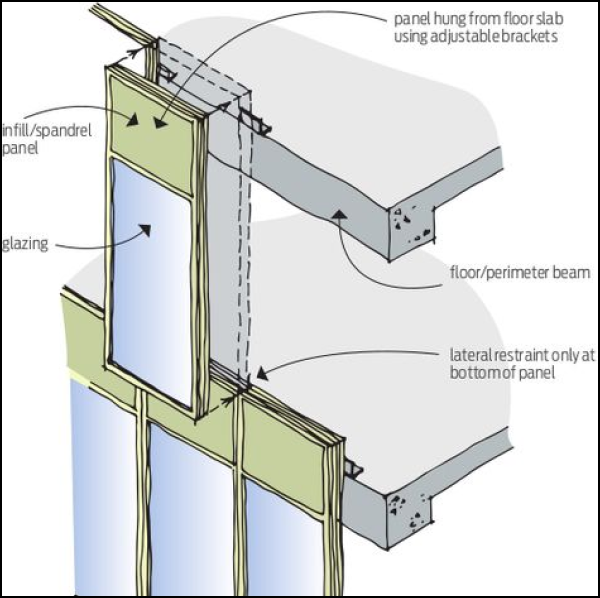 panel hung from floor slab
using adjustable brackets
infill/spandrel
panel
glazing
floor/perimeter beam
lateral restraint only at
bottom of panel